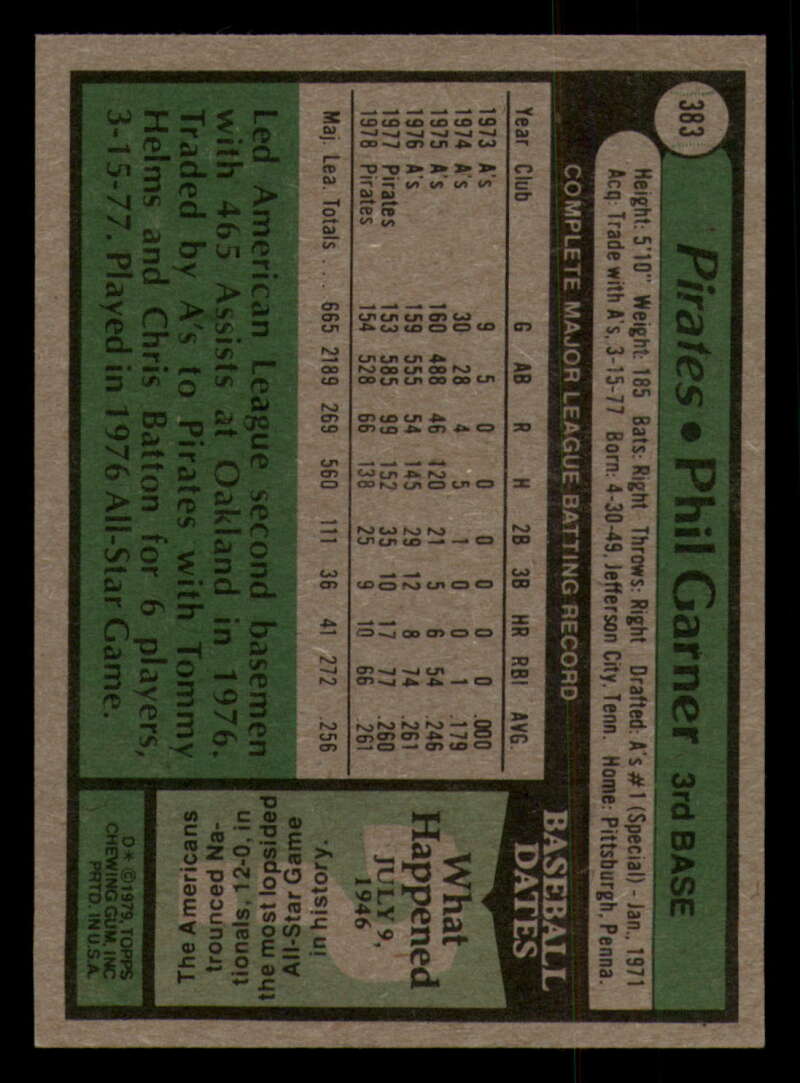 383
Pirates • Phil Garner 3rd BASE
Height: 5'10" Weight: 185 Bats: Right Throws: Right Drafted: A's #1 (Special) - Jan., 1971
Acq. Trade with A's, 3-15-77 Born: 4-30-49, Jefferson City, Tenn. Home: Pittsburgh, Penna.
COMPLETE MAJOR LEAGUE BATTING RECORD
Year Club G AB R H 2B 3B HR RBI AVG.
1973 A's 9 5 0 0 0 0 0 0 .000
1974 A's 30 28 4 5 1 0 0 1 .179
1975 A's 160 488 46 120 21 5 6 54 .246
1976 A's 159 555 54 145 29 12 8 74 .261
1977 Pirates 153 585 99 152 35 10 17 77 .260
1978 Pirates 154 528 66 138 25 9 10 66 .261
Maj. Lea. Totals .... 665 2189 269 560 111 36 41 272 .256
Led American League second basemen
with 465 Assists at Oakland in 1976.
Traded by A's to Pirates with Tommy
Helms and Chris Batton for 6 players,
3-15-77. Played in 1976 All-Star Game.
BASEBALL
DATES
What
Happened
JULY 9,
1946
The Americans
trounced Na-
tionals, 12-0, in
the most lopsided
All-Star Game
in history.
D* ©1979, TOPPS
CHEWING GUM, INC
PRTD. IN U.S.A.